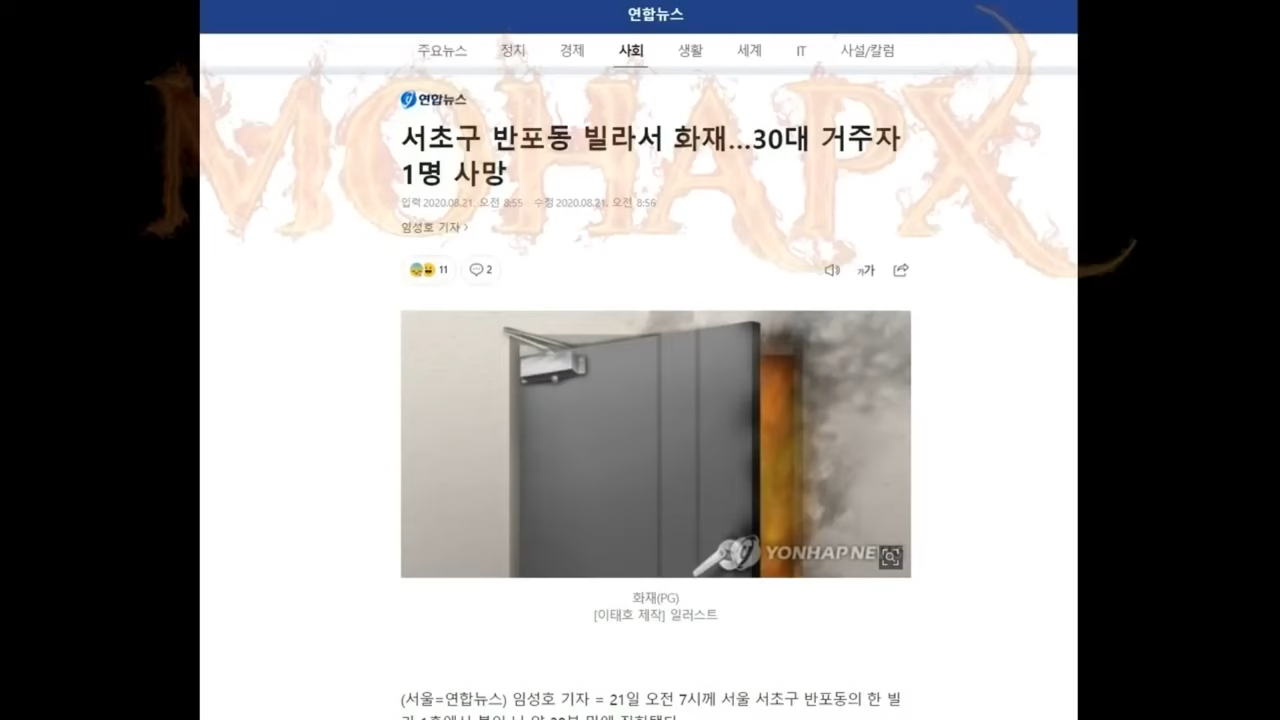 연합뉴스
주요뉴스 정치 경제 사회 생활 세계 IT 사설/칼럼
MOHAPX
연합뉴스
서초구 반포동 빌라서 화재...30대 거주자
1명 사망
입력 2020.08.21. 오전 8:55 수정 2020.08.21. 오전 8:56
임성호 기자
11 2
가가
YONHAPNE
화재(PG)
[이태호 제작] 일러스트
(서울=연합뉴스) 임성호 기자 = 21일 오전 7시께 서울 서초구 반포동의 한 빌